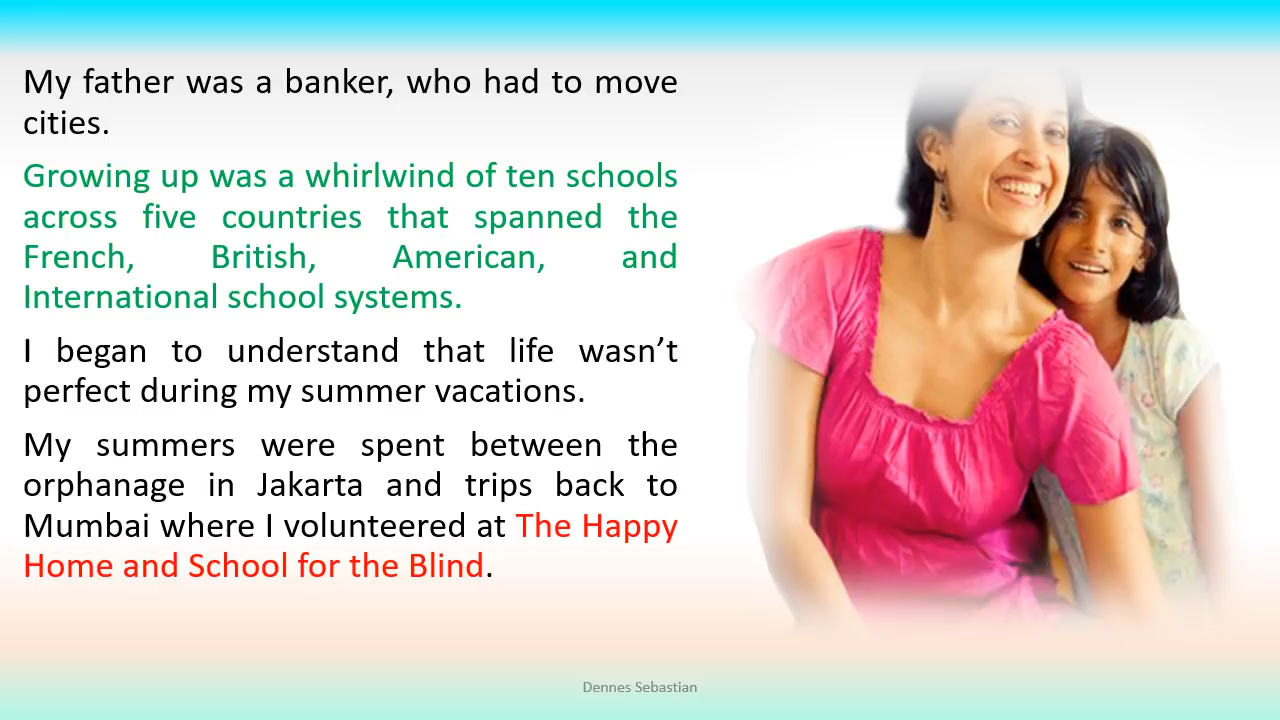 My father was a banker, who had to move
cities.
Growing up was a whirlwind of ten schools
across five countries that spanned the
French, British, American, and
International school systems.
I began to understand that life wasn’t
perfect during my summer vacations.
My summers were spent between the
orphanage in Jakarta and trips back to
Mumbai where I volunteered at The Happy
Home and School for the Blind.
Dennes Sebastian